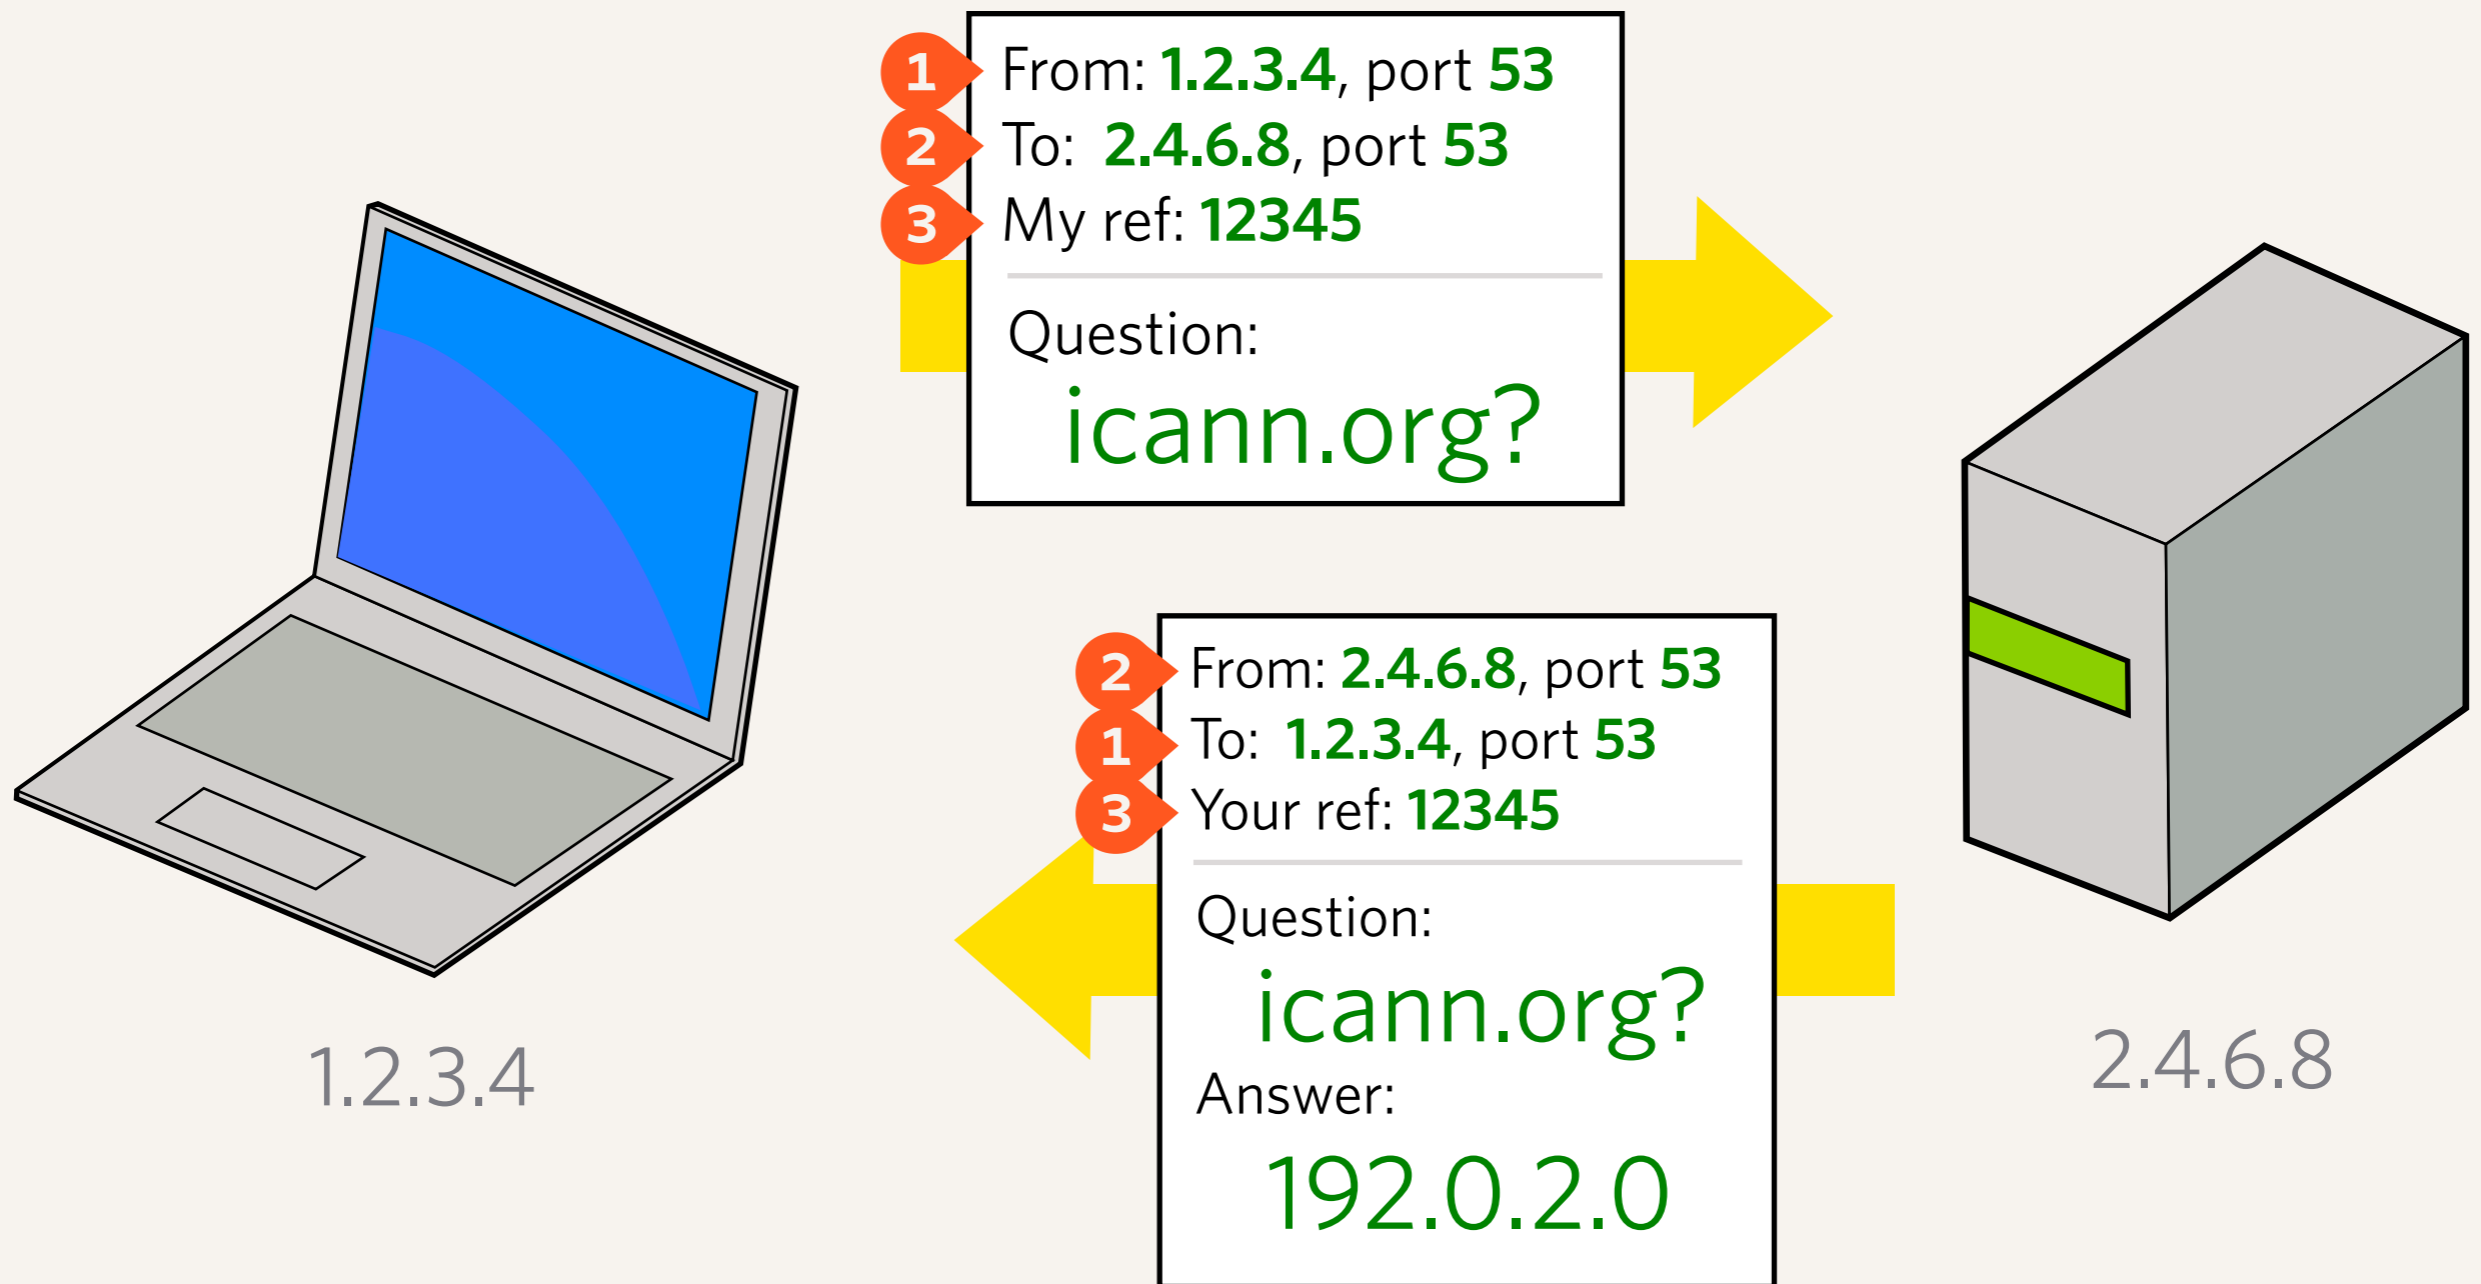 1 From: 1.2.3.4, port 53
2 To: 2.4.6.8, port 53
3 My ref: 12345
Question:
icann.org?
2 From: 2.4.6.8, port 53
1 To: 1.2.3.4, port 53
3 Your ref: 12345
Question:
icann.org?
Answer:
192.0.2.0
1.2.3.4
2.4.6.8